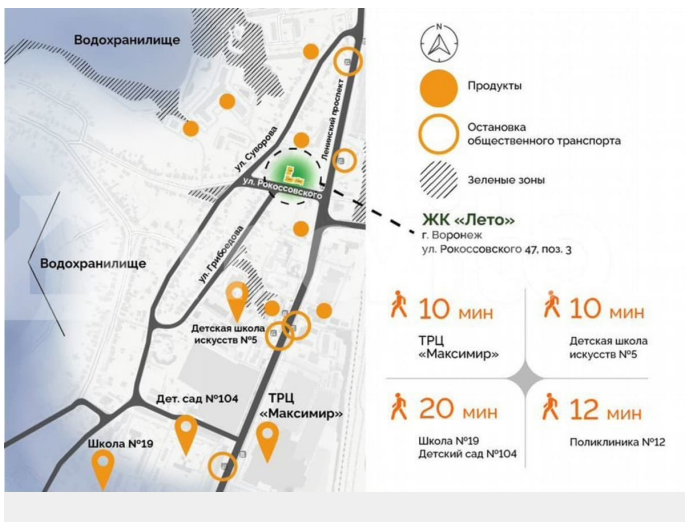 Водохранилище
ул. Суворова
Ленинский проспект
ул. Рокоссовского
ул. Грибоедова
Водохранилище
Детская школа
искусств №5
Дет. сад №104
ТРЦ
«Максимир»
Школа №19
N
Продукты
Остановка
общественного транспорта
Зеленые зоны
ЖК «Лето»
г. Воронеж
ул. Рокоссовского 47, поз. 3
10 мин
ТРЦ
«Максимир»
10 мин
Детская школа
искусств №5
20 мин
Школа №19
Детский сад №104
12 мин
Поликлиника №12